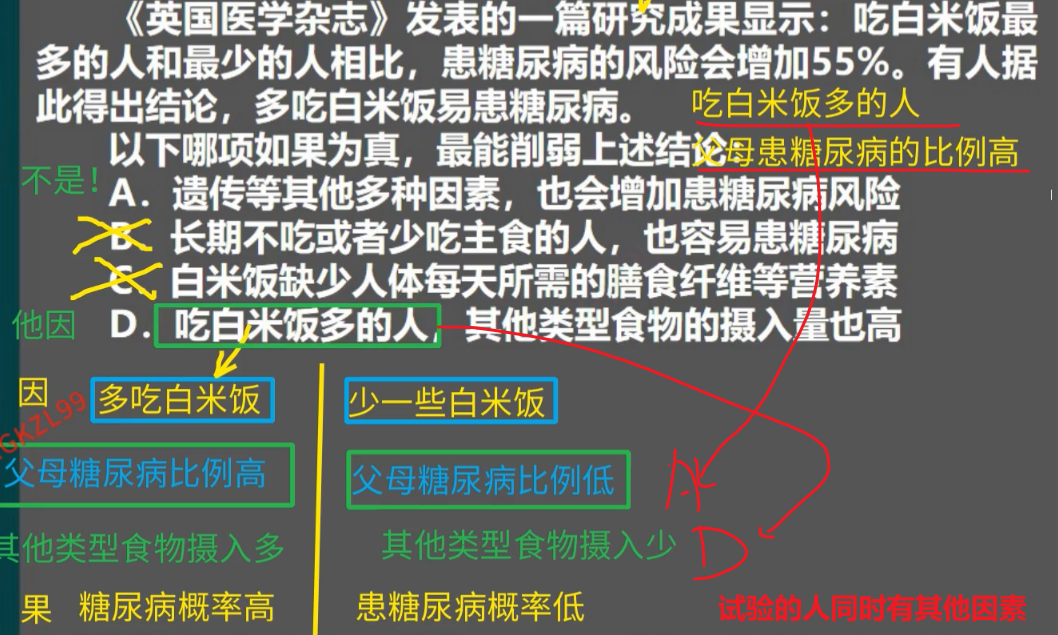 《英国医学杂志》发表的一篇研究成果显示：吃白米饭最
多的人和最少的人相比，患糖尿病的风险会增加55%。有人据
此得出结论，多吃白米饭易患糖尿病。
吃白米饭多的人
以下哪项如果为真，最能削弱上述结论：
父母患糖尿病的比例高
不是！
A．遗传等其他多种因素，也会增加患糖尿病风险
B．长期不吃或者少吃主食的人，也容易患糖尿病
C．白米饭缺少人体每天所需的膳食纤维等营养素
他因
D．吃白米饭多的人，其他类型食物的摄入量也高
因 多吃白米饭 少一些白米饭
GKZL99
父母糖尿病比例高 父母糖尿病比例低 A
其他类型食物摄入多 其他类型食物摄入少 D
果 糖尿病概率高 患糖尿病概率低 试验的人同时有其他因素